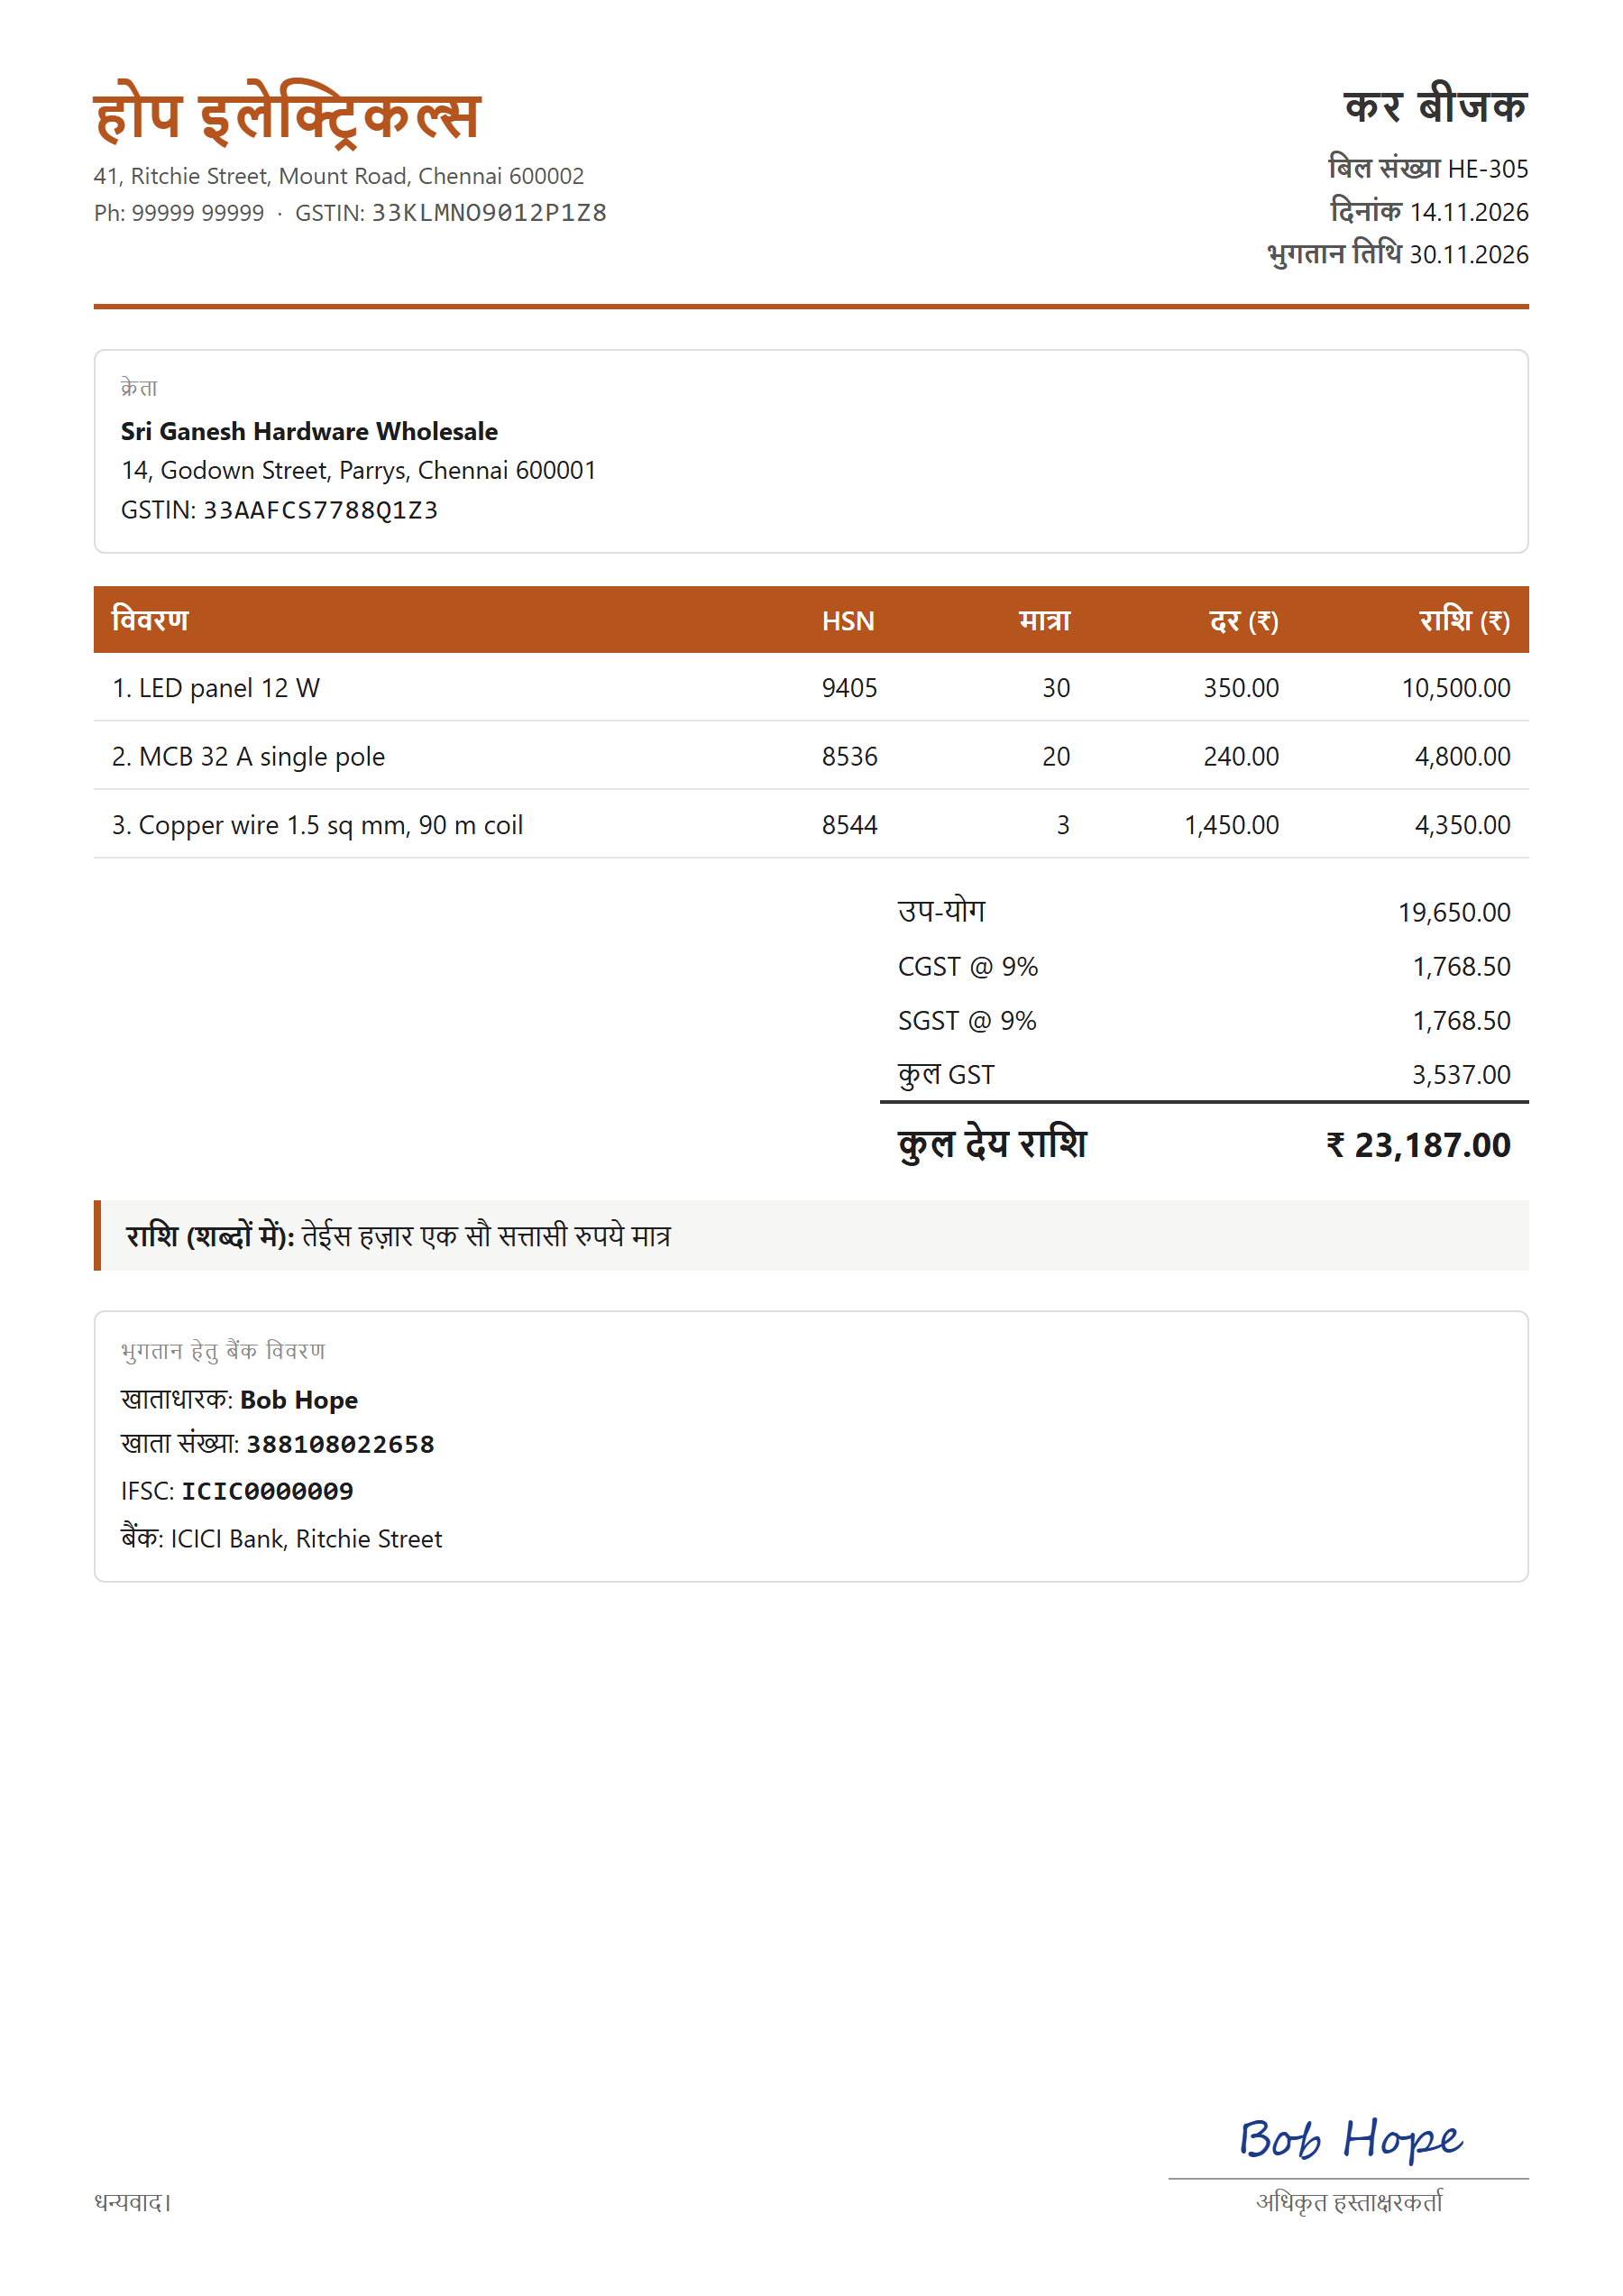 होप इलेक्ट्रिकल्स
41, Ritchie Street, Mount Road, Chennai 600002
Ph: 99999 99999 · GSTIN: 33KLMNO9012P1Z8
कर बीजक
बिल संख्या HE-305
दिनांक 14.11.2026
भुगतान तिथि 30.11.2026
क्रेता
Sri Ganesh Hardware Wholesale
14, Godown Street, Parrys, Chennai 600001
GSTIN: 33AAFCS7788Q1Z3
विवरण HSN मात्रा दर (₹) राशि (₹)
1. LED panel 12 W 9405 30 350.00 10,500.00
2. MCB 32 A single pole 8536 20 240.00 4,800.00
3. Copper wire 1.5 sq mm, 90 m coil 8544 3 1,450.00 4,350.00
उप-योग 19,650.00
CGST @ 9% 1,768.50
SGST @ 9% 1,768.50
कुल GST 3,537.00
कुल देय राशि ₹ 23,187.00
राशि (शब्दों में): तेईस हज़ार एक सौ सत्तासी रुपये मात्र
भुगतान हेतु बैंक विवरण
खाताधारक: Bob Hope
खाता संख्या: 388108022658
IFSC: ICIC0000009
बैंक: ICICI Bank, Ritchie Street
Bob Hope
धन्यवाद। अधिकृत हस्ताक्षरकर्ता